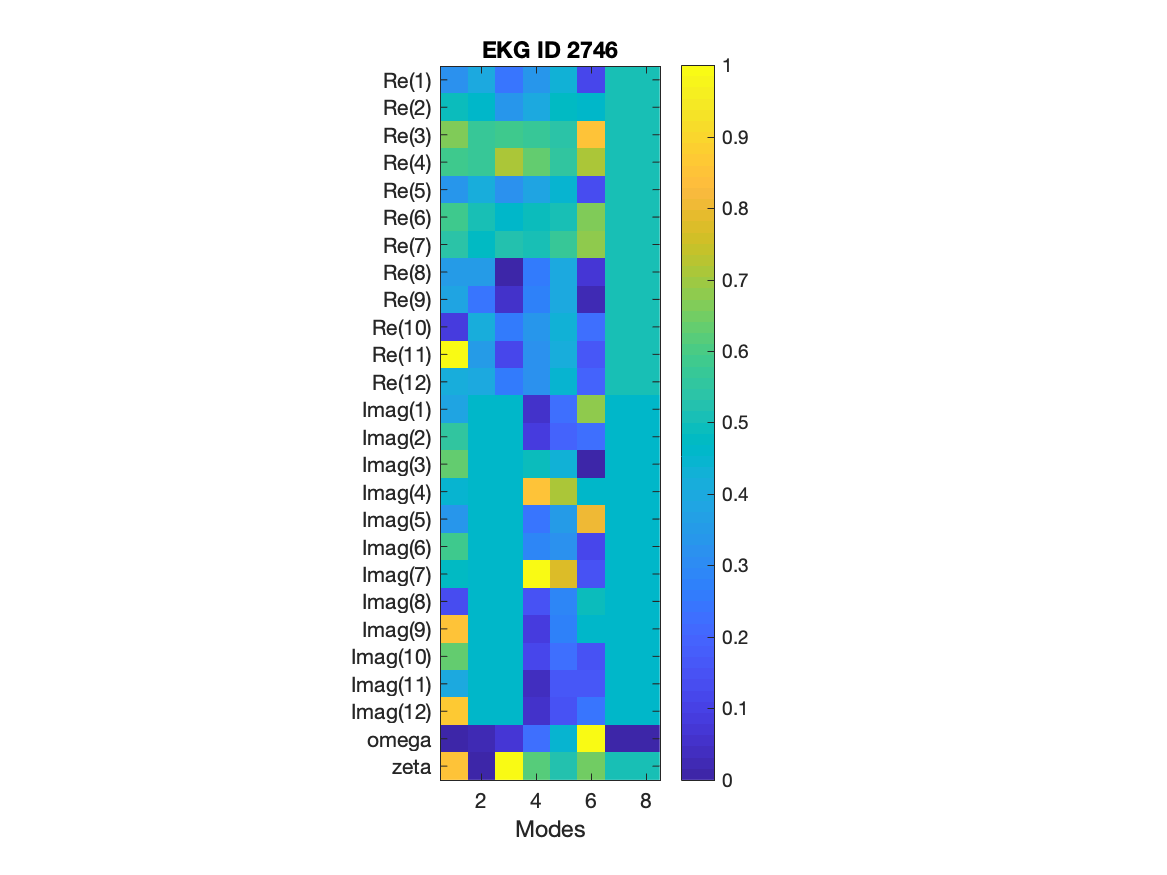 EKG ID 2746
Re(1)
Re(2)
Re(3)
Re(4)
Re(5)
Re(6)
Re(7)
Re(8)
Re(9)
Re(10)
Re(11)
Re(12)
Imag(1)
Imag(2)
Imag(3)
Imag(4)
Imag(5)
Imag(6)
Imag(7)
Imag(8)
Imag(9)
Imag(10)
Imag(11)
Imag(12)
omega
zeta
2 4 6 8
Modes
1
0.9
0.8
0.7
0.6
0.5
0.4
0.3
0.2
0.1
0